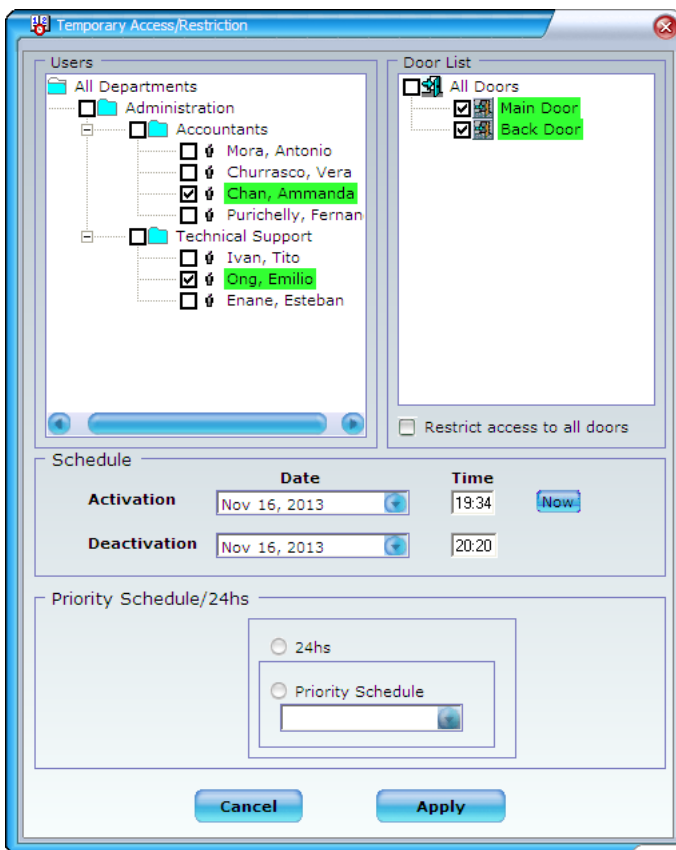 Temporary Access/Restriction
Users
All Departments
Administration
Accountants
Mora, Antonio
Churrasco, Vera
Chan, Ammanda
Purichelly, Fernan
Technical Support
Ivan, Tito
Ong, Emilio
Enane, Esteban
Door List
All Doors
Main Door
Back Door
Restrict access to all doors
Schedule
Date Time
Activation Nov 16, 2013 19:34 Now
Deactivation Nov 16, 2013 20:20
Priority Schedule/24hs
24hs
Priority Schedule
Cancel Apply